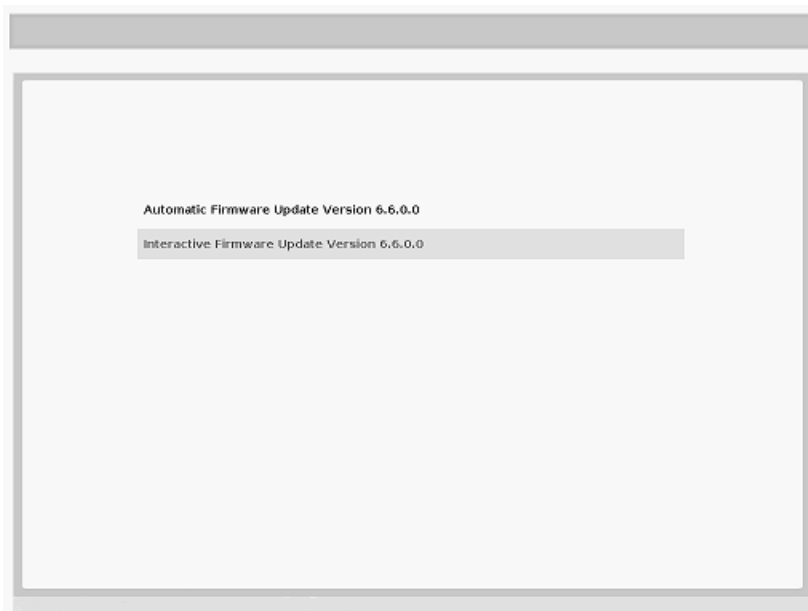 Automatic Firmware Update Version 6.6.0.0
Interactive Firmware Update Version 6.6.0.0